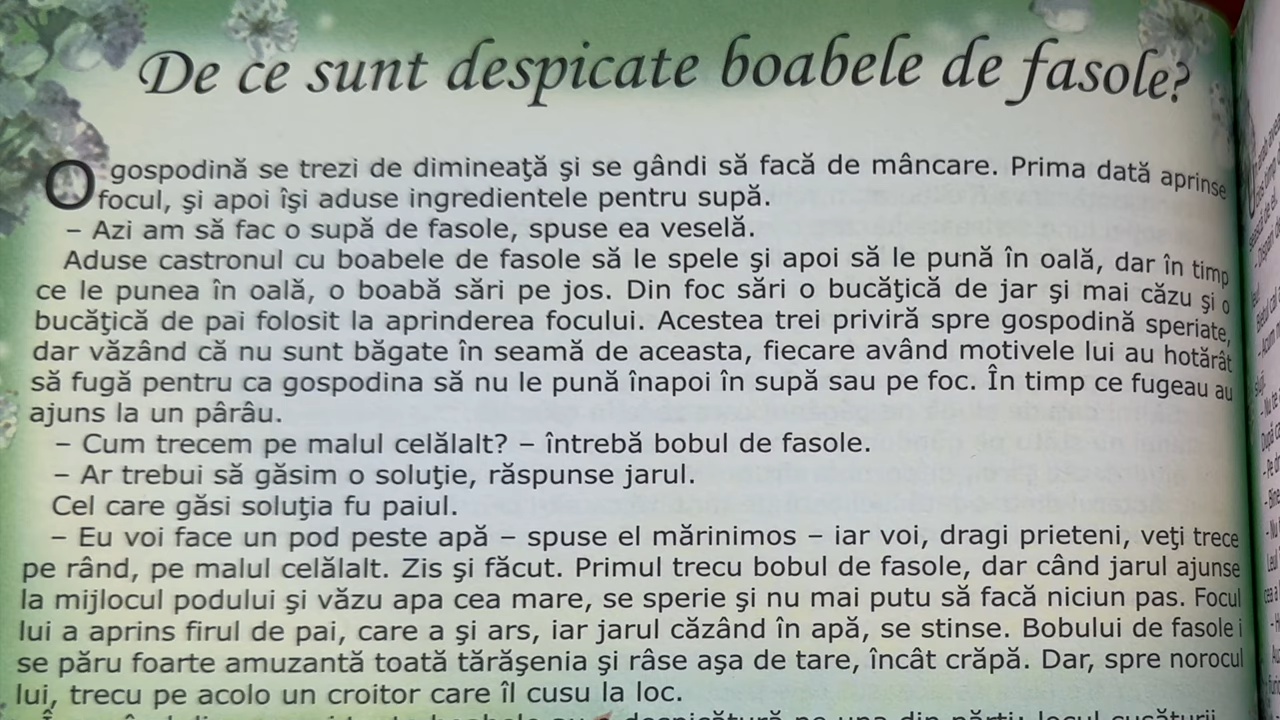 De ce sunt despicate boabele de fasole?
O gospodină se trezi de dimineaţă şi se gândi să facă de mâncare. Prima dată aprinse
focul, şi apoi îşi aduse ingredientele pentru supă.
– Azi am să fac o supă de fasole, spuse ea veselă.
Aduse castronul cu boabele de fasole să le spele şi apoi să le pună în oală, dar în timp
ce le punea în oală, o boabă sări pe jos. Din foc sări o bucăţică de jar şi mai căzu şi o
bucăţică de pai folosit la aprinderea focului. Acestea trei priviră spre gospodină speriate,
dar văzând că nu sunt băgate în seamă de aceasta, fiecare având motivele lui au hotărât
să fugă pentru ca gospodina să nu le pună înapoi în supă sau pe foc. În timp ce fugeau au
ajuns la un pârâu.
– Cum trecem pe malul celălalt? – întrebă bobul de fasole.
– Ar trebui să găsim o soluţie, răspunse jarul.
Cel care găsi soluţia fu paiul.
– Eu voi face un pod peste apă – spuse el mărinimos – iar voi, dragi prieteni, veţi trece
pe rând, pe malul celălalt. Zis şi făcut. Primul trecu bobul de fasole, dar când jarul ajunse
la mijlocul podului şi văzu apa cea mare, se sperie şi nu mai putu să facă niciun pas. Focul
lui a aprins firul de pai, care a şi ars, iar jarul căzând în apă, se stinse. Bobului de fasole i
se păru foarte amuzantă toată tărăşenia şi râse aşa de tare, încât crăpă. Dar, spre norocul
lui, trecu pe acolo un croitor care îl cusu la loc.